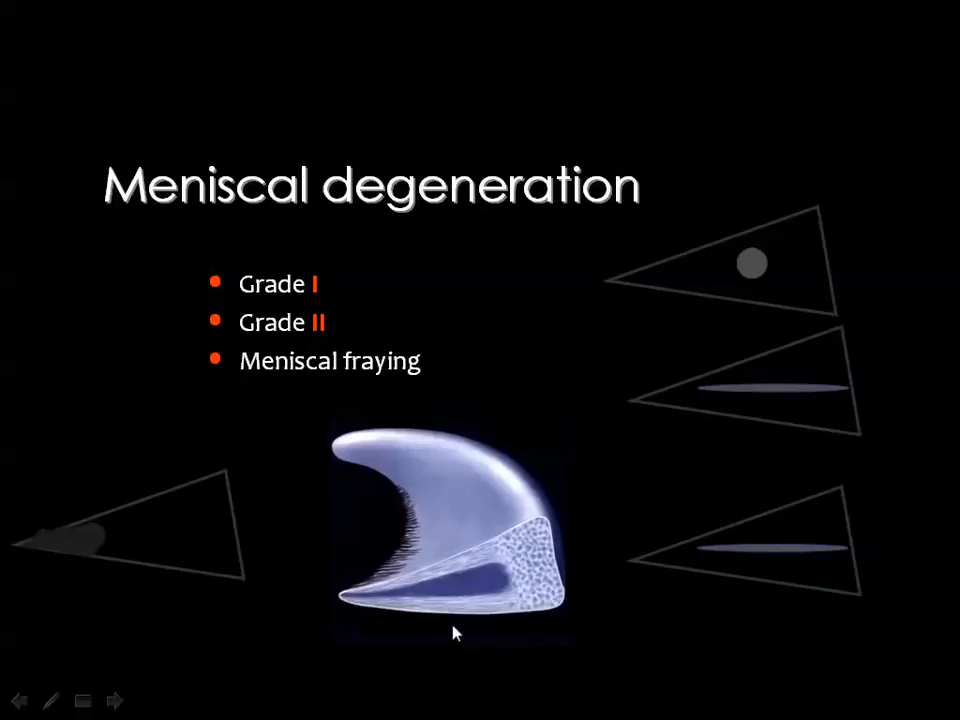 Meniscal degeneration
• Grade I
• Grade II
• Meniscal fraying